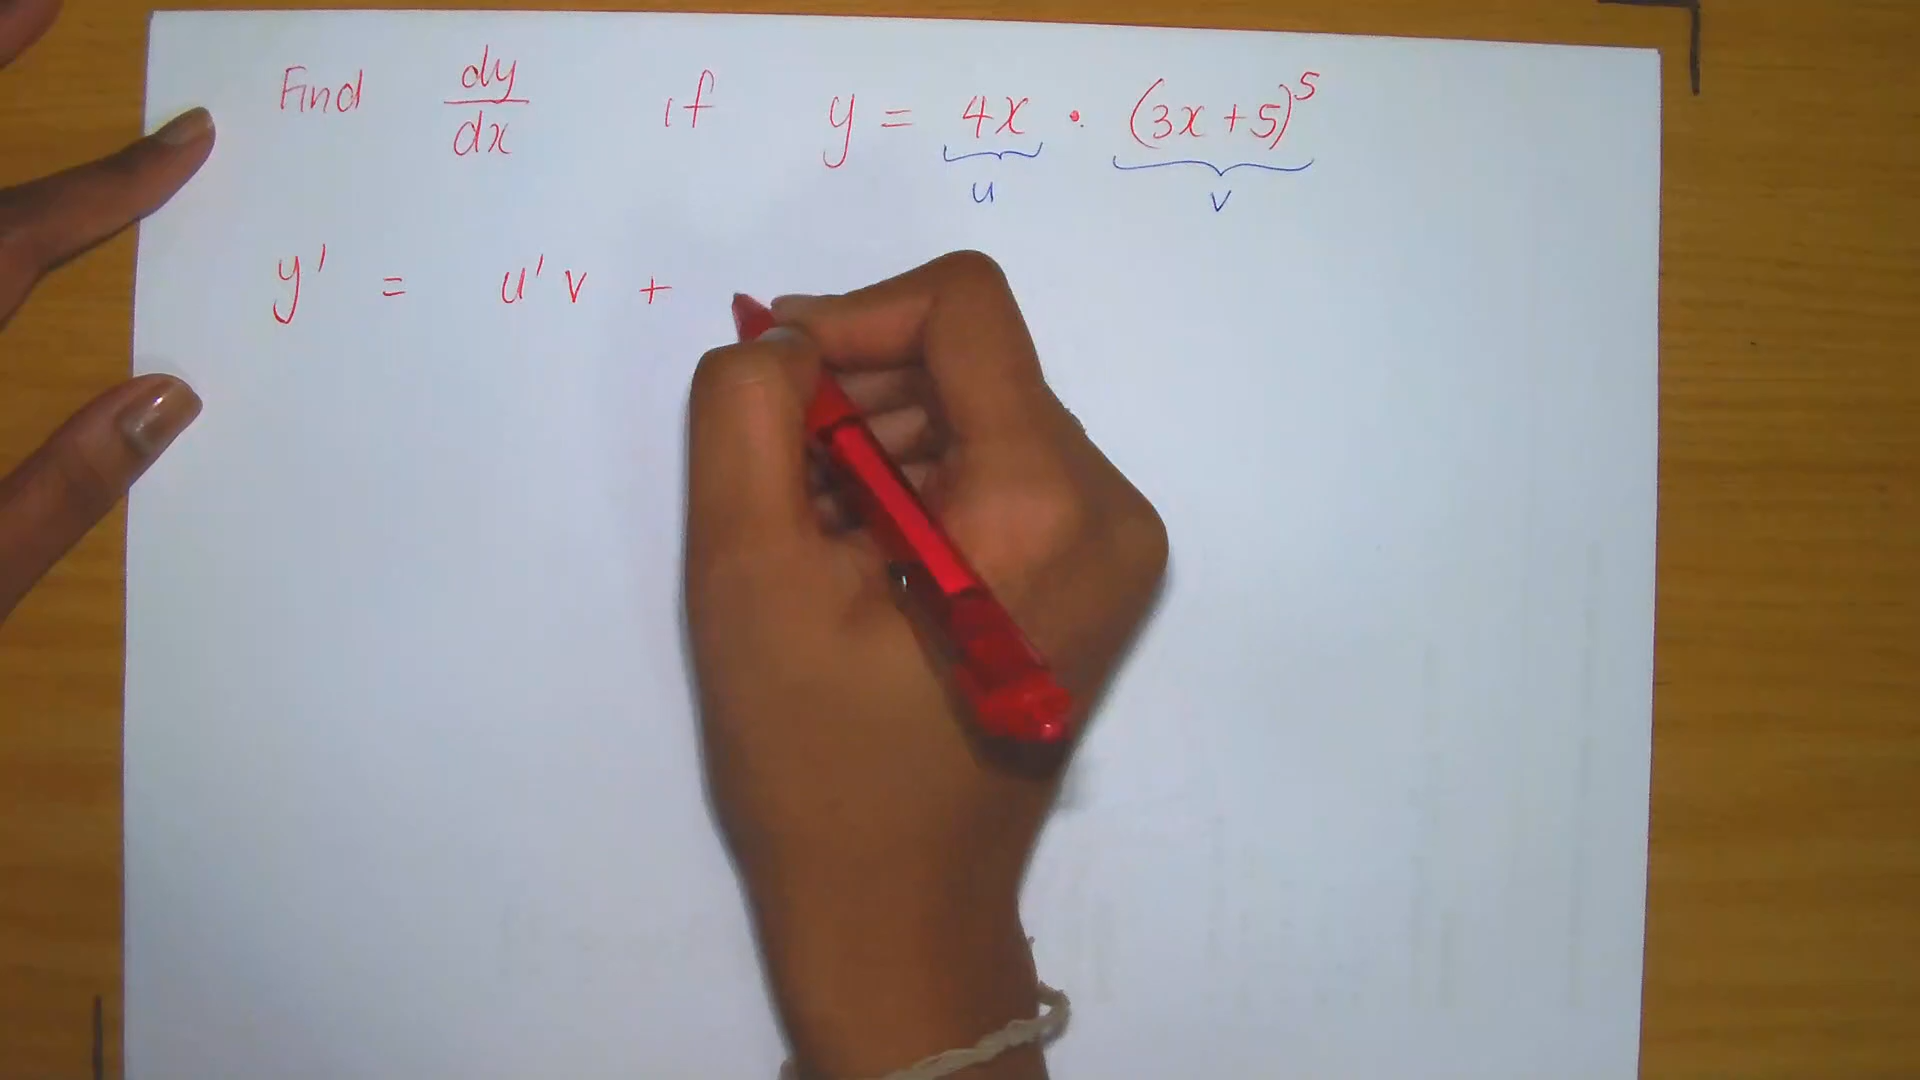 Find dy/dx if y = 4x · (3x + 5)^5
u v
y' = u' v +